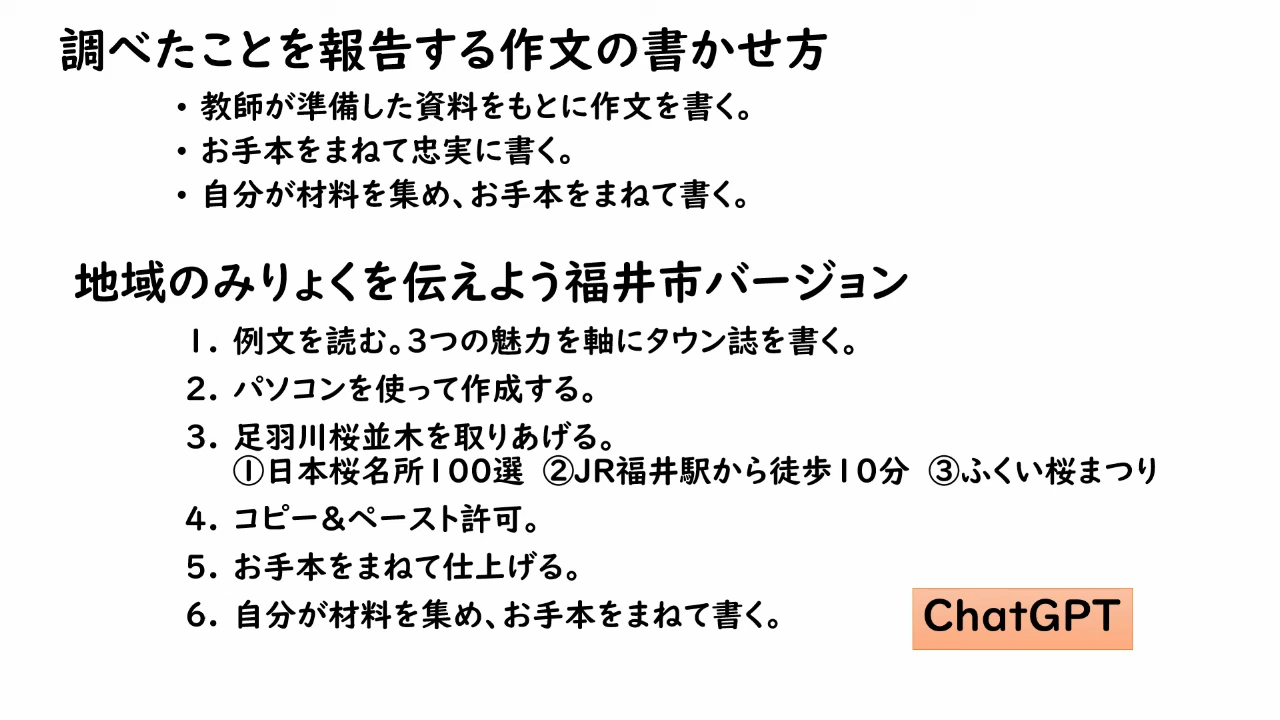 調べたことを報告する作文の書かせ方
・教師が準備した資料をもとに作文を書く。
・お手本をまねて忠実に書く。
・自分が材料を集め、お手本をまねて書く。
地域のみりょくを伝えよう福井市バージョン
1. 例文を読む。3つの魅力を軸にタウン誌を書く。
2. パソコンを使って作成する。
3. 足羽川桜並木を取りあげる。
①日本桜名所100選 ②JR福井駅から徒歩10分 ③ふくい桜まつり
4. コピー&ペースト許可。
5. お手本をまねて仕上げる。
6. 自分が材料を集め、お手本をまねて書く。
ChatGPT